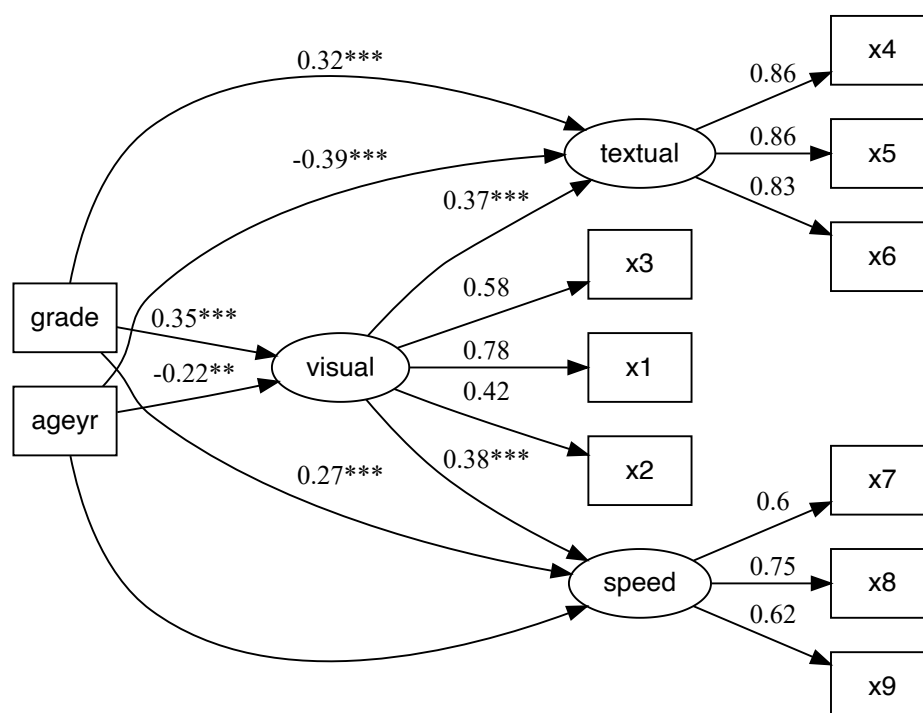 x4
0.32***
0.86
textual
0.86
x5
-0.39***
0.83
x6
0.37***
x3
0.58
grade
0.35***
0.78
x1
visual
-0.22**
0.42
ageyr
x2
0.38***
0.27***
0.6
x7
speed
0.75
x8
0.62
x9